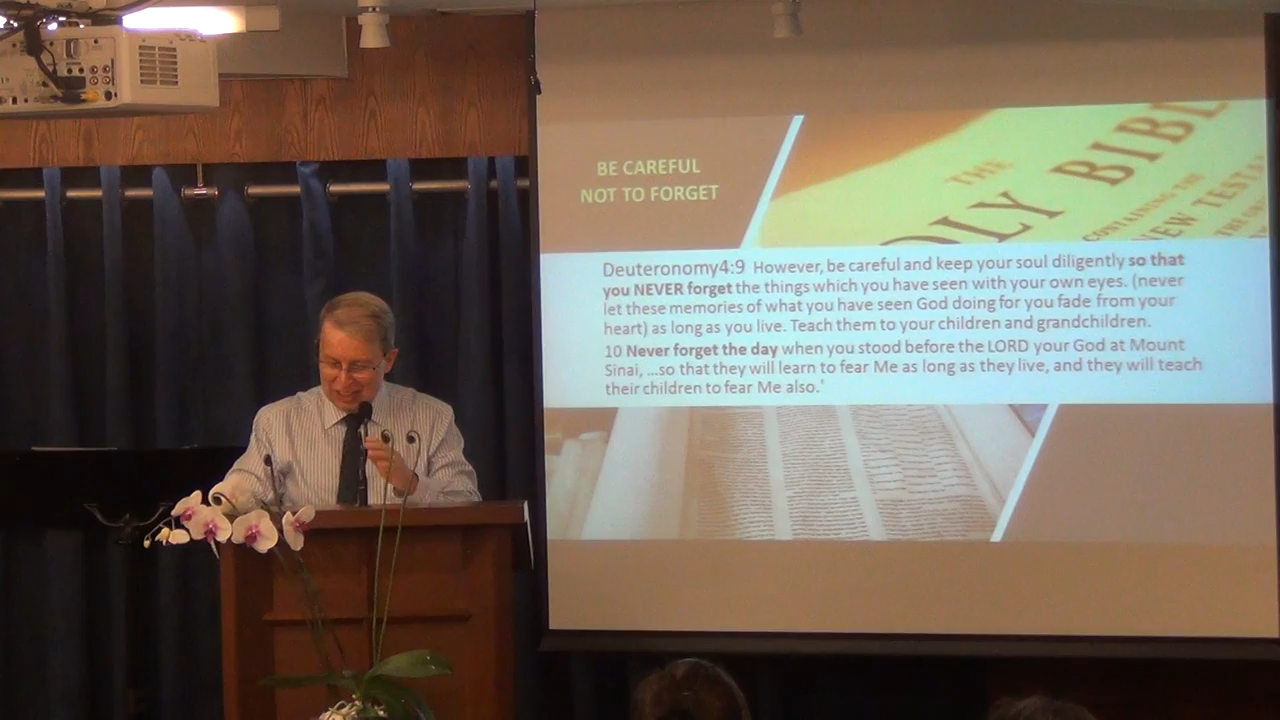 BE CAREFUL
NOT TO FORGET
THE
OLY BIBL
CONTAINING THE
NEW TESTA
THE
Deuteronomy4:9 However, be careful and keep your soul diligently so that
you NEVER forget the things which you have seen with your own eyes. (never
let these memories of what you have seen God doing for you fade from your
heart) as long as you live. Teach them to your children and grandchildren.
10 Never forget the day when you stood before the LORD your God at Mount
Sinai, ...so that they will learn to fear Me as long as they live, and they will teach
their children to fear Me also.'